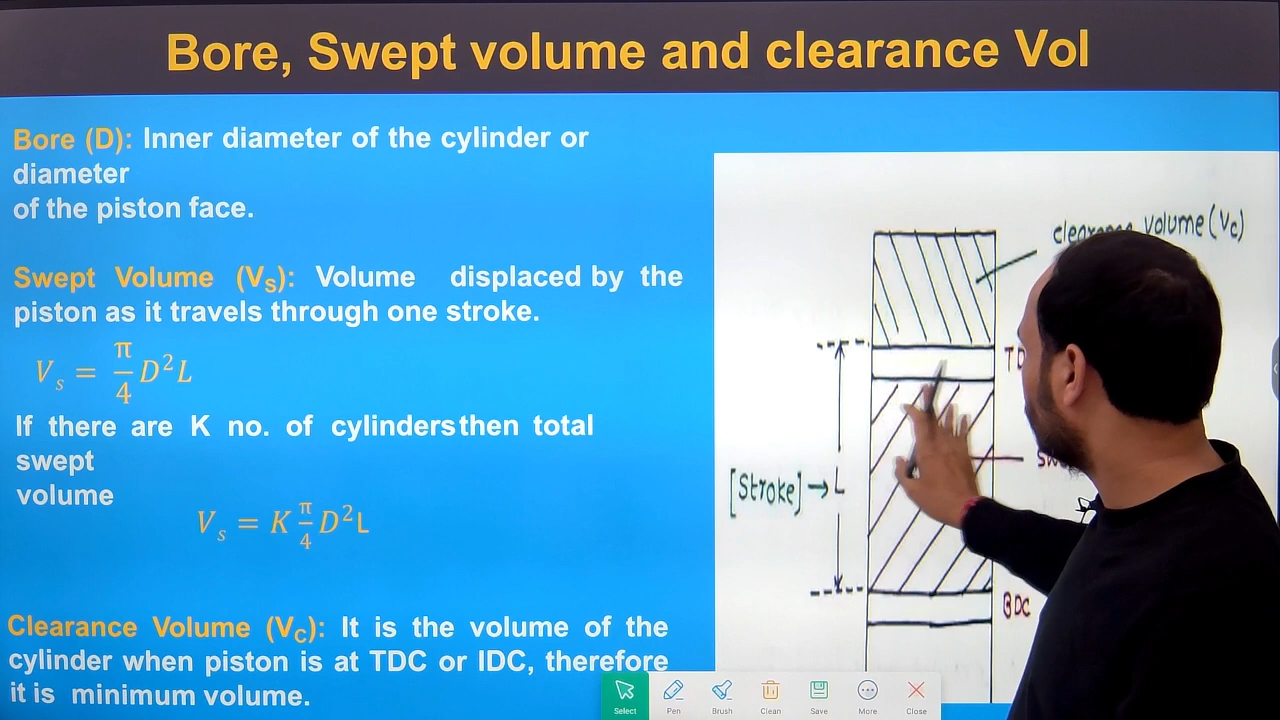 Bore, Swept volume and clearance Vol
Bore (D): Inner diameter of the cylinder or
diameter
of the piston face.
Swept Volume (Vₛ): Volume displaced by the
piston as it travels through one stroke.
Vₛ = π/4 D²L
If there are K no. of cylinders then total
swept
volume
Vₛ = K π/4 D²L
Clearance Volume (V_C): It is the volume of the
cylinder when piston is at TDC or IDC, therefore
it is minimum volume.
volume (Vc)
[Stroke] → L
BDC
Select
Pen
Brush
Clean
Save
More
Close